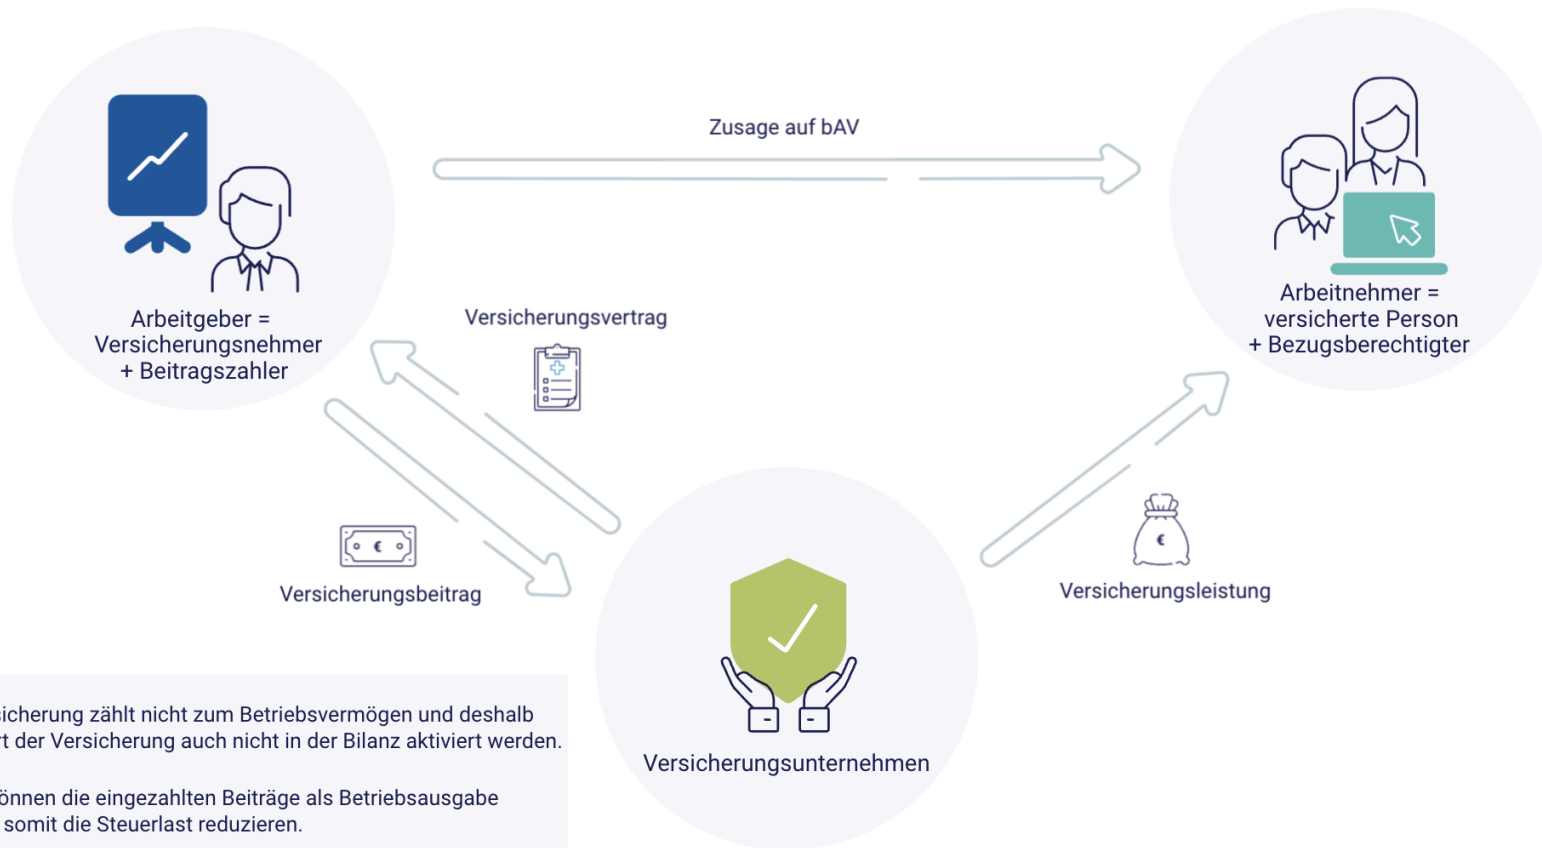 Zusage auf bAV
Arbeitgeber =
Versicherungsnehmer
+ Beitragszahler
Versicherungsvertrag
Arbeitnehmer =
versicherte Person
+ Bezugsberechtigter
€
Versicherungsbeitrag
€
Versicherungsleistung
Versicherungsunternehmen
zählt nicht zum Betriebsvermögen und deshalb
der Versicherung auch nicht in der Bilanz aktiviert werden.
die eingezahlten Beiträge als Betriebsausgabe
somit die Steuerlast reduzieren.